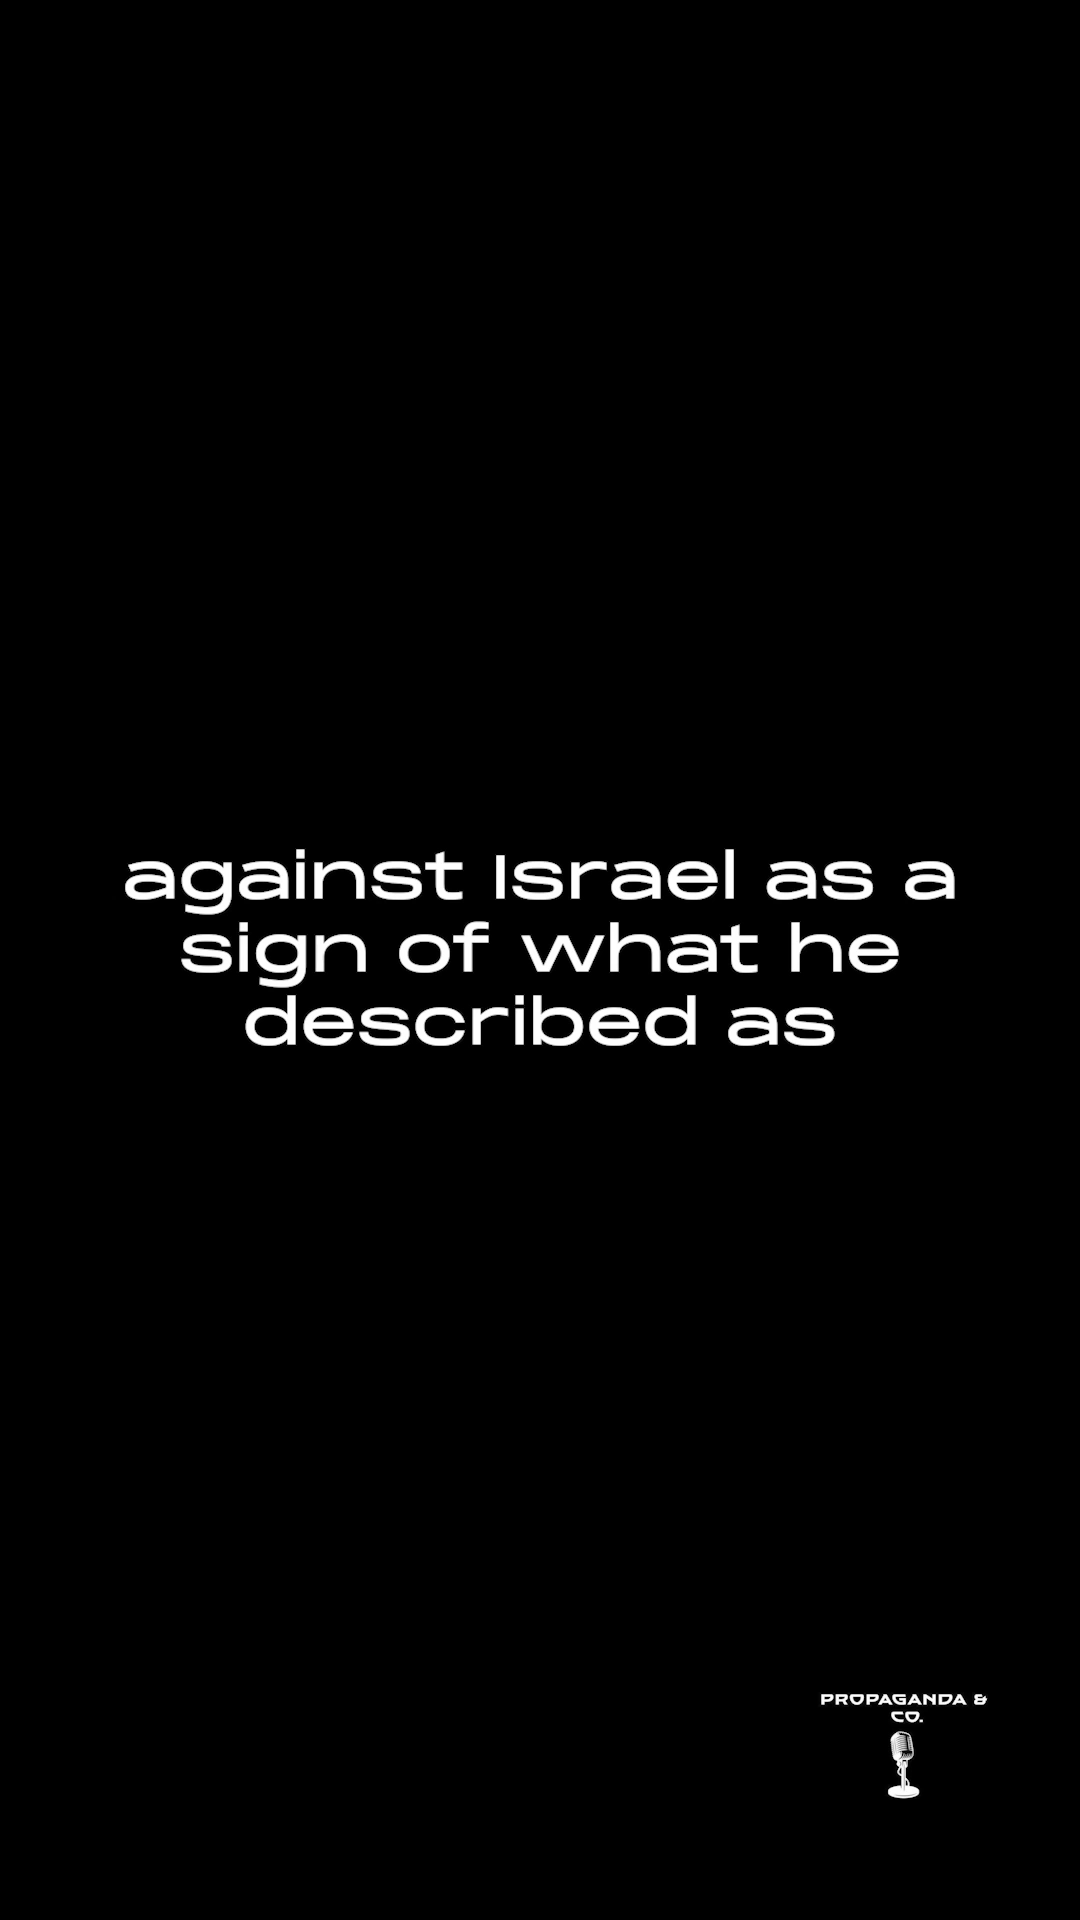 against Israel as a
sign of what he
described as
PROPAGANDA &
CO.